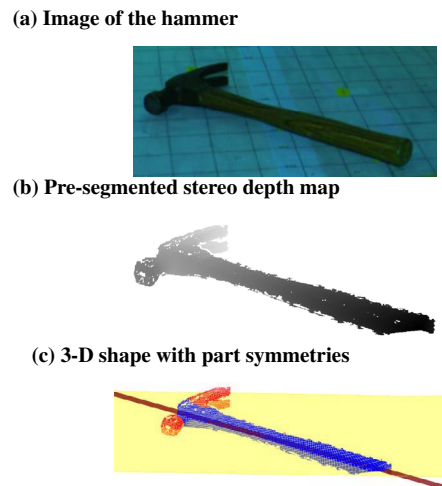 (a) Image of the hammer
(b) Pre-segmented stereo depth map
(c) 3-D shape with part symmetries